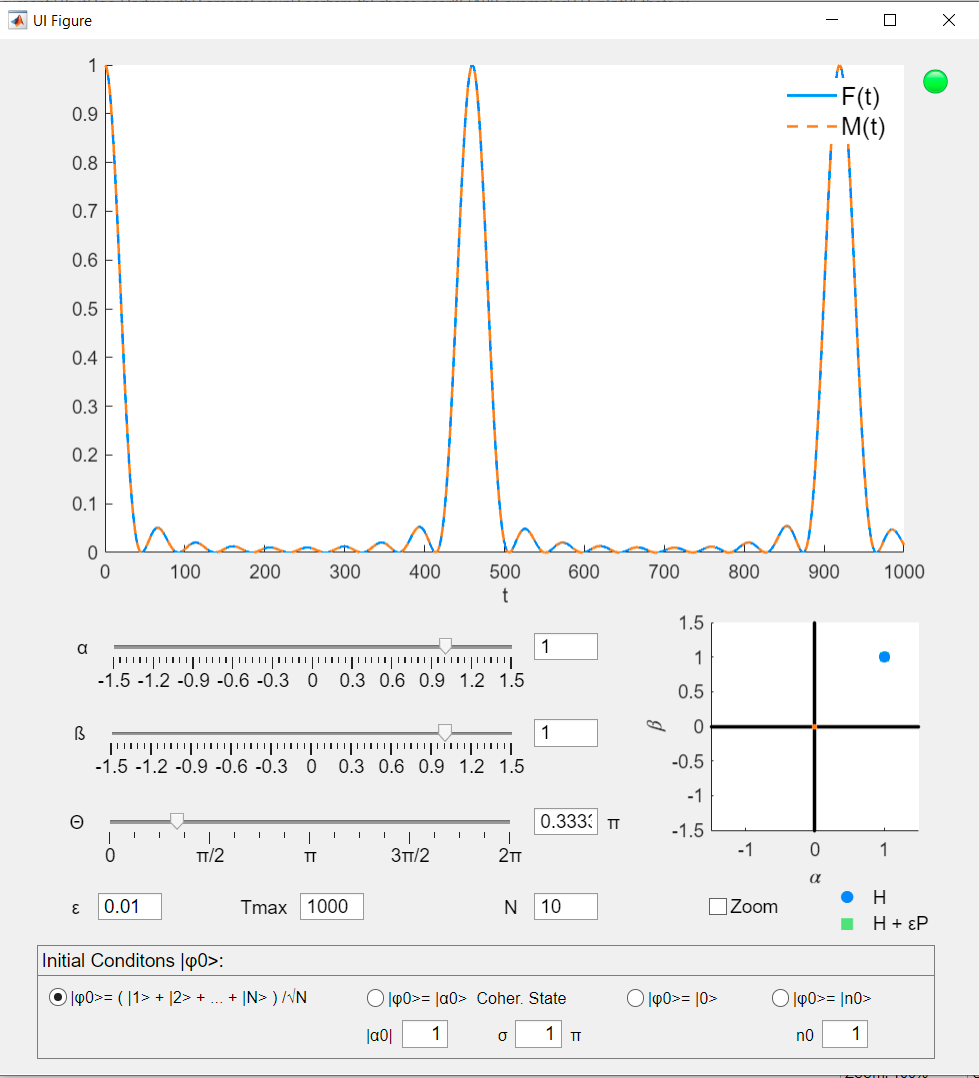 UI Figure
F(t)
M(t)
1
0.9
0.8
0.7
0.6
0.5
0.4
0.3
0.2
0.1
0
0 100 200 300 400 500 600 700 800 900 1000
t
α 1
-1.5 -1.2 -0.9 -0.6 -0.3 0 0.3 0.6 0.9 1.2 1.5
ß 1
-1.5 -1.2 -0.9 -0.6 -0.3 0 0.3 0.6 0.9 1.2 1.5
Θ 0.3333 π
0 π/2 π 3π/2 2π
1.5
1
0.5
0
-0.5
-1
-1.5
β
-1 0 1
α
ε 0.01 Tmax 1000 N 10
Zoom
H
H + εP
Initial Conditons |φ0>:
|φ0>= ( |1> + |2> + ... + |N> ) /√N
|φ0>= |α0> Coher. State
|φ0>= |0>
|φ0>= |n0>
|α0| 1 σ 1 π
n0 1